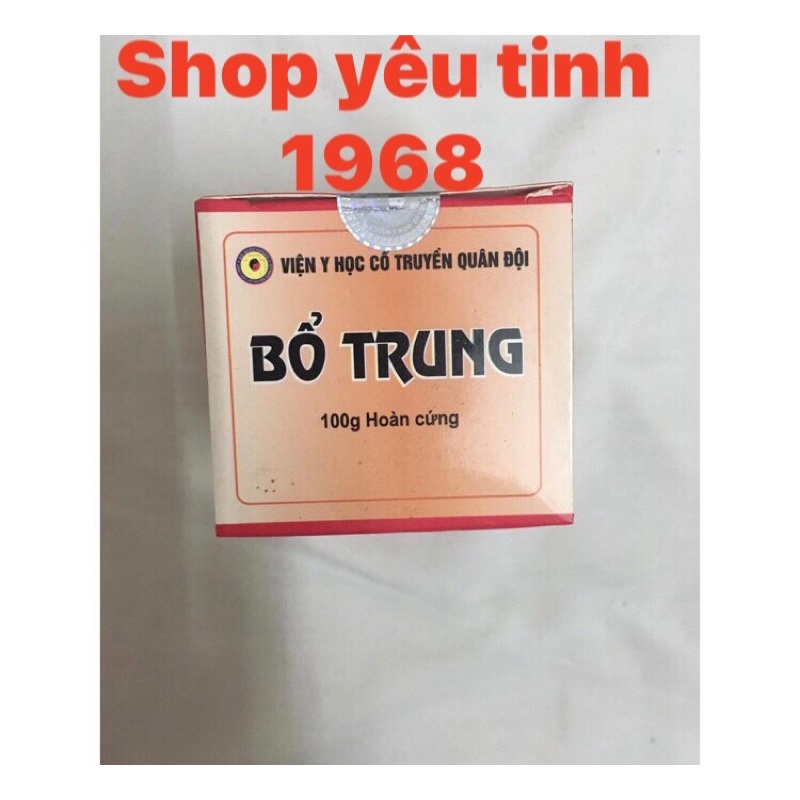 Shop yêu tinh
1968
VIỆN Y HỌC CỔ TRUYỀN QUÂN ĐỘI
BỔ TRUNG
100g Hoàn cứng